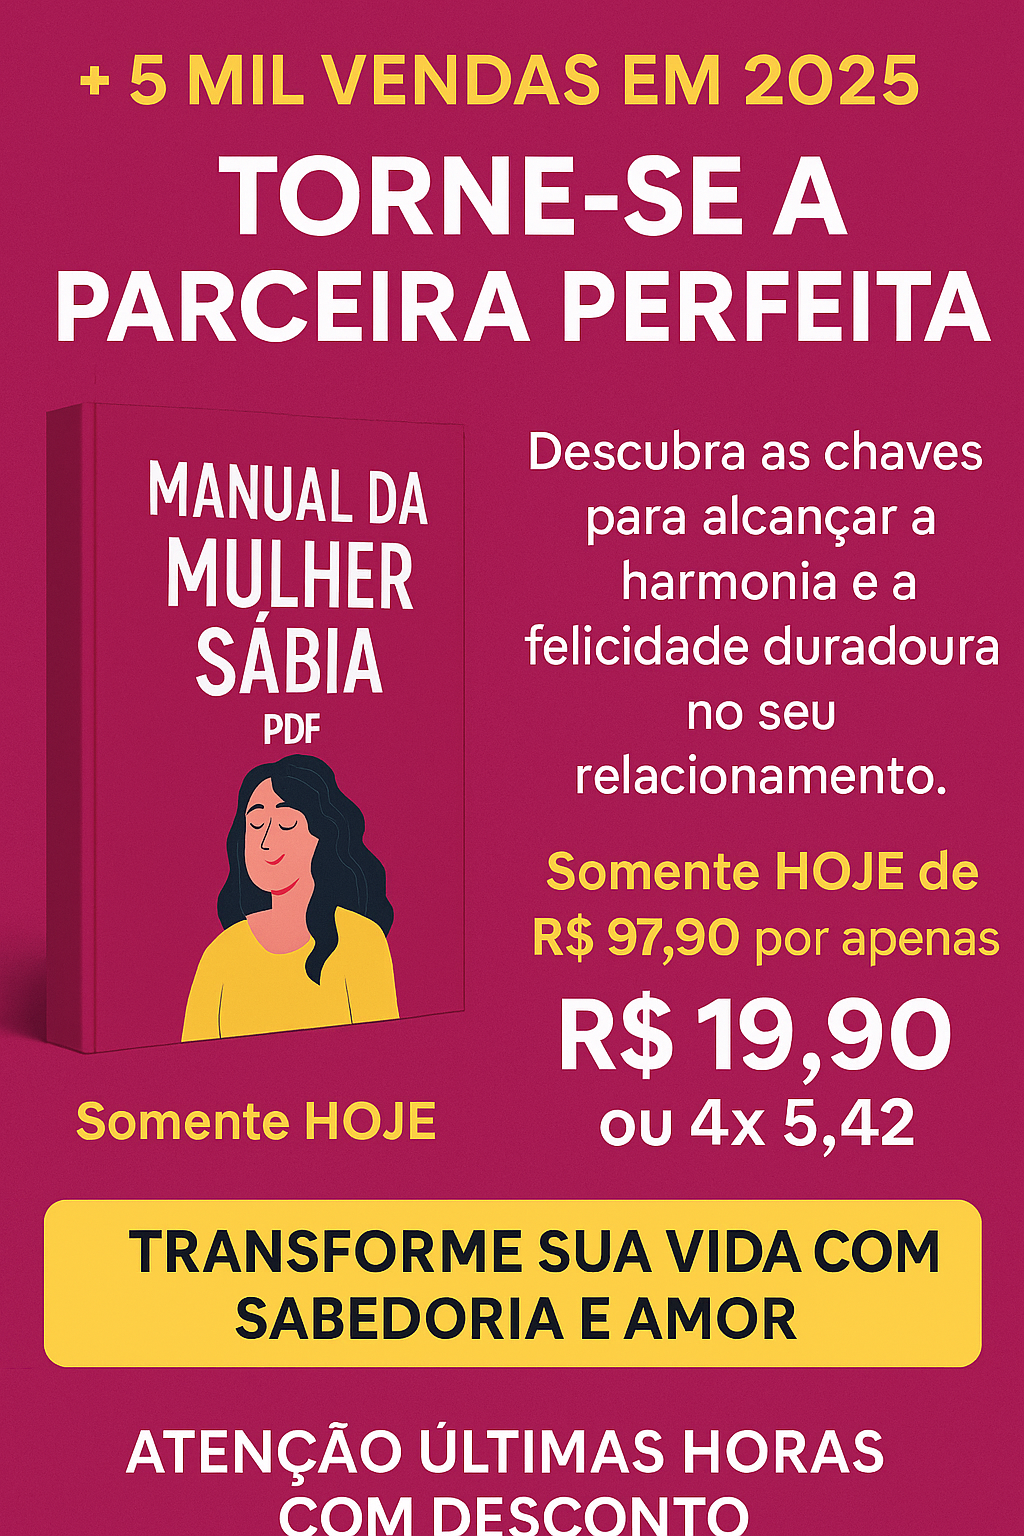 + 5 MIL VENDAS EM 2025
TORNE-SE A
PARCEIRA PERFEITA
MANUAL DA
MULHER
SÁBIA
PDF
Descubra as chaves
para alcançar a
harmonia e a
felicidade duradoura
no seu
relacionamento.
Somente HOJE de
R$ 97,90 por apenas
R$ 19,90
ou 4x 5,42
Somente HOJE
TRANSFORME SUA VIDA COM
SABEDORIA E AMOR
ATENÇÃO ÚLTIMAS HORAS
COM DESCONTO